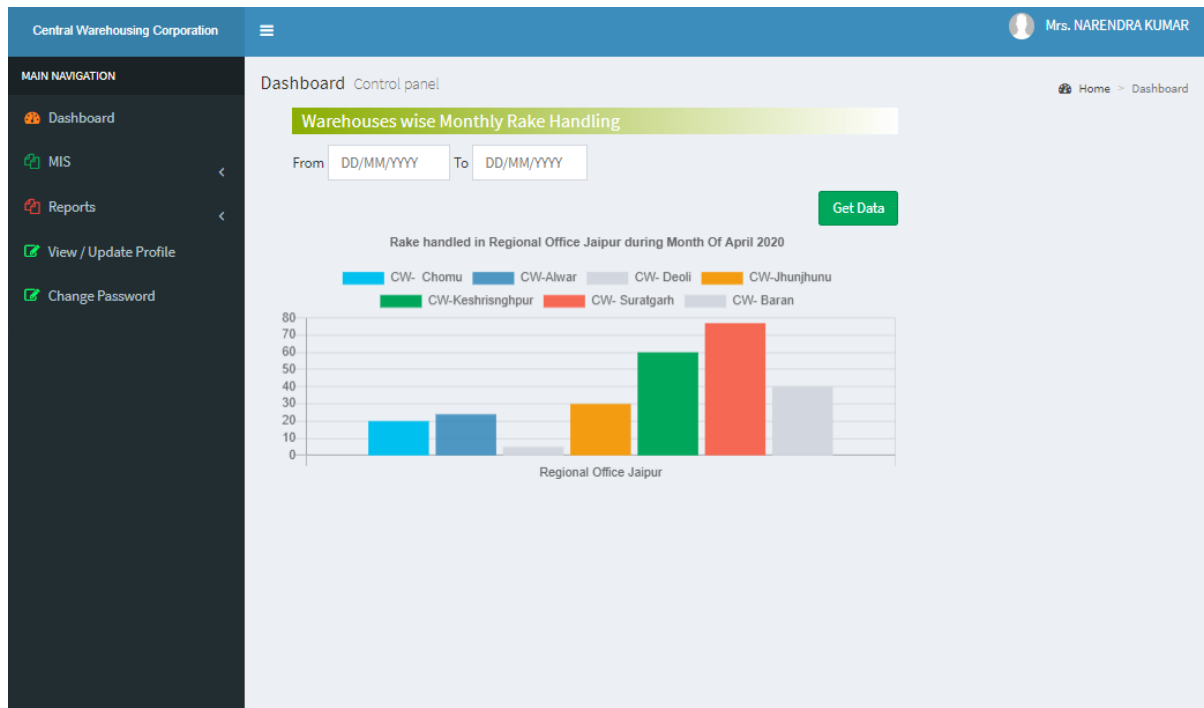 Central Warehousing Corporation
Mrs. NARENDRA KUMAR
MAIN NAVIGATION
Dashboard
MIS
Reports
View / Update Profile
Change Password
Dashboard Control panel
Home > Dashboard
Warehouses wise Monthly Rake Handling
From DD/MM/YYYY To DD/MM/YYYY
Get Data
Rake handled in Regional Office Jaipur during Month Of April 2020
CW- Chomu CW-Alwar CW- Deoli CW-Jhunjhunu
CW-Keshrisnghpur CW- Suratgarh CW- Baran
80
70
60
50
40
30
20
10
0
Regional Office Jaipur